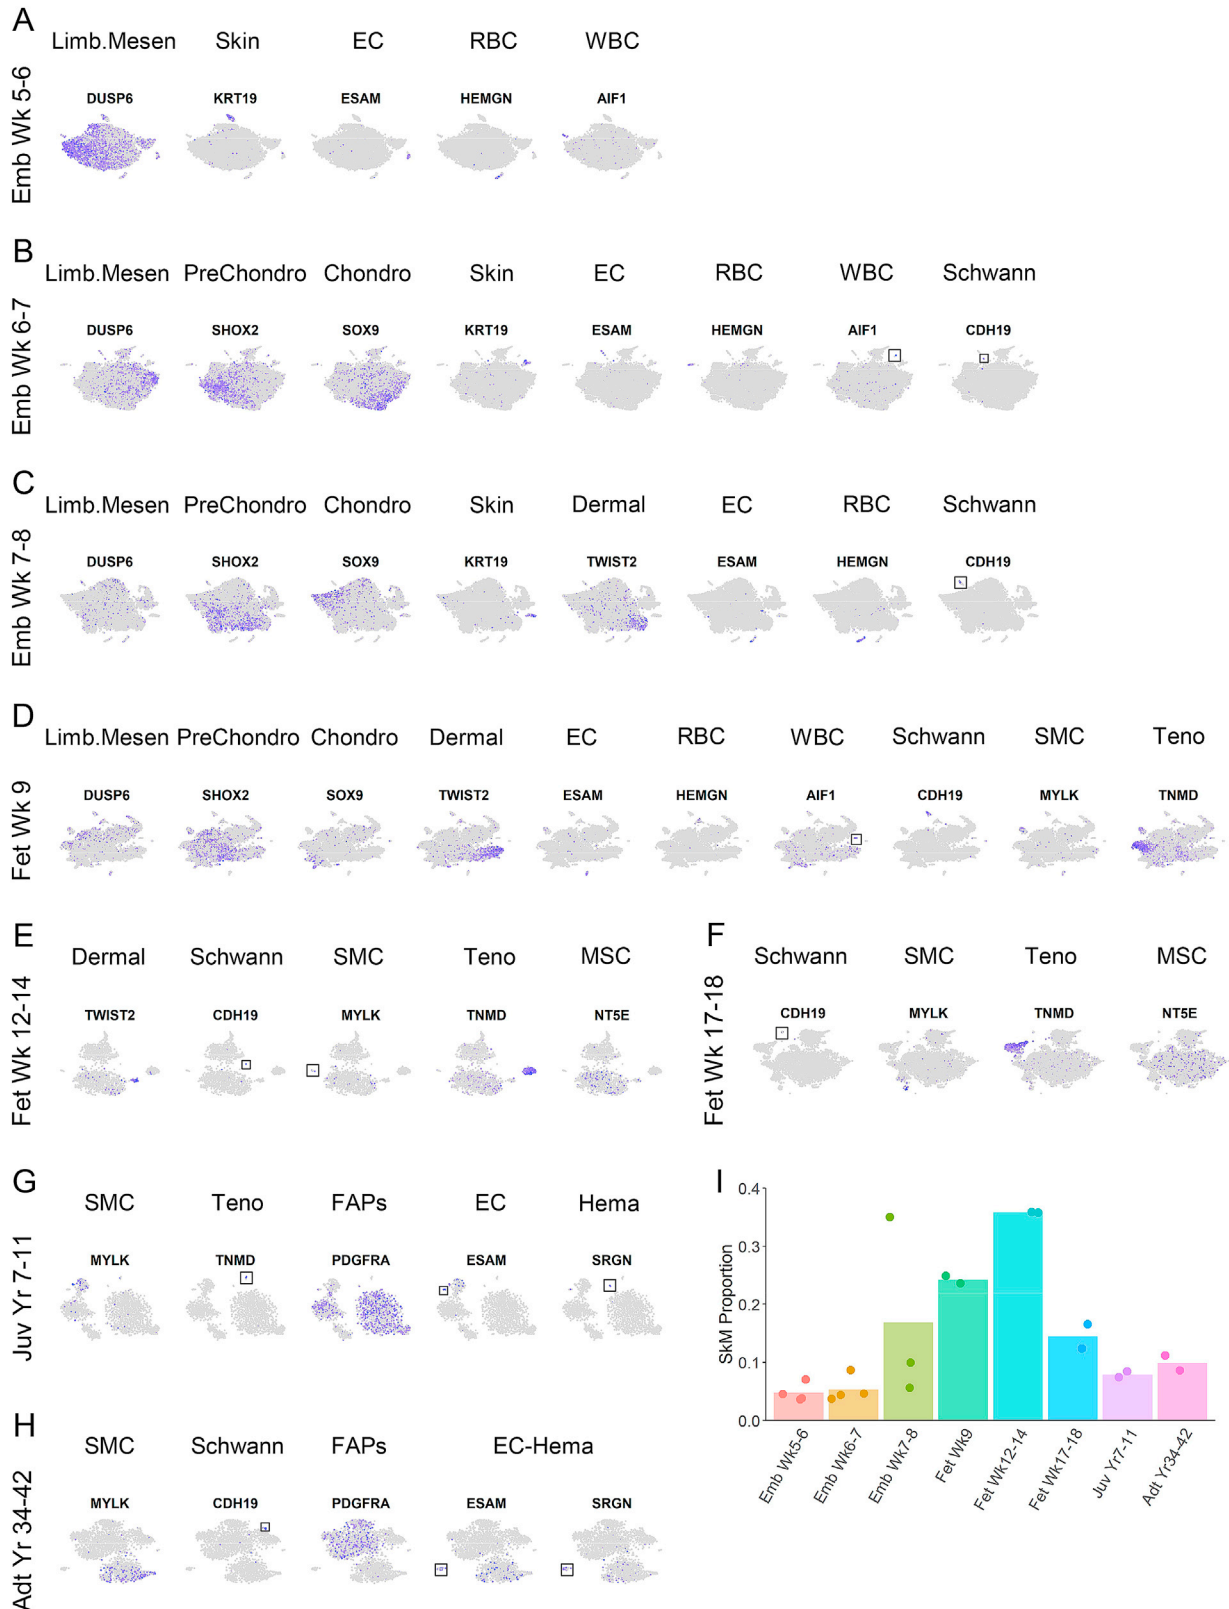 A
Limb.Mesen Skin EC RBC WBC
Emb Wk 5-6
DUSP6 KRT19 ESAM HEMGN AIF1
B
Limb.Mesen PreChondro Chondro Skin EC RBC WBC Schwann
Emb Wk 6-7
DUSP6 SHOX2 SOX9 KRT19 ESAM HEMGN AIF1 CDH19
C
Limb.Mesen PreChondro Chondro Skin Dermal EC RBC Schwann
Emb Wk 7-8
DUSP6 SHOX2 SOX9 KRT19 TWIST2 ESAM HEMGN CDH19
D
Limb.Mesen PreChondro Chondro Dermal EC RBC WBC Schwann SMC Teno
Fet Wk 9
DUSP6 SHOX2 SOX9 TWIST2 ESAM HEMGN AIF1 CDH19 MYLK TNMD
E
Dermal Schwann SMC Teno MSC
Fet Wk 12-14
TWIST2 CDH19 MYLK TNMD NT5E
F
Schwann SMC Teno MSC
Fet Wk 17-18
CDH19 MYLK TNMD NT5E
G
SMC Teno FAPs EC Hema
Juv Yr 7-11
MYLK TNMD PDGFRA ESAM SRGN
H
SMC Schwann FAPs EC-Hema
Adt Yr 34-42
MYLK CDH19 PDGFRA ESAM SRGN
I
SkM Proportion
0.4
0.3
0.2
0.1
0.0
Emb Wk5-6
Emb Wk6-7
Emb Wk7-8
Fet Wk9
Fet Wk12-14
Fet Wk17-18
Juv Yr7-11
Adt Yr34-42